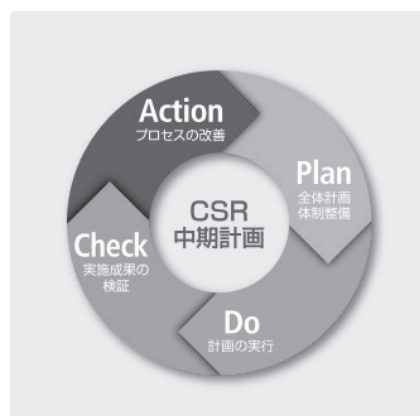 Action
プロセスの改善
Plan
全体計画
体制整備
CSR
中期計画
Check
実施成果の
検証
Do
計画の実行